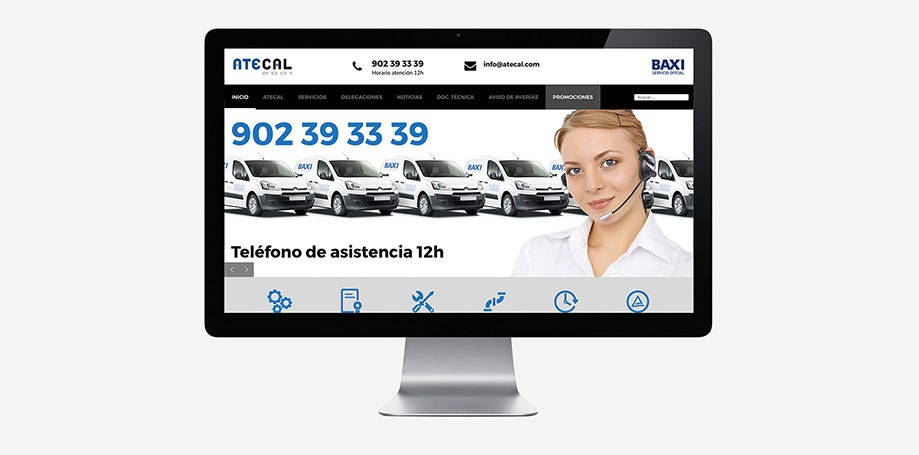 ATECAL
2001
902 39 33 39
Horario atención 12h
info@atecal.com
BAXI
SERVICIO OFICIAL
INICIO ATECAL SERVICIOS DELEGACIONES NOTICIAS DOC. TÉCNICA AVISO DE AVERÍAS PROMOCIONES
Buscar ...
902 39 33 39
BAXI BAXI BAXI BAXI
Teléfono de asistencia 12h